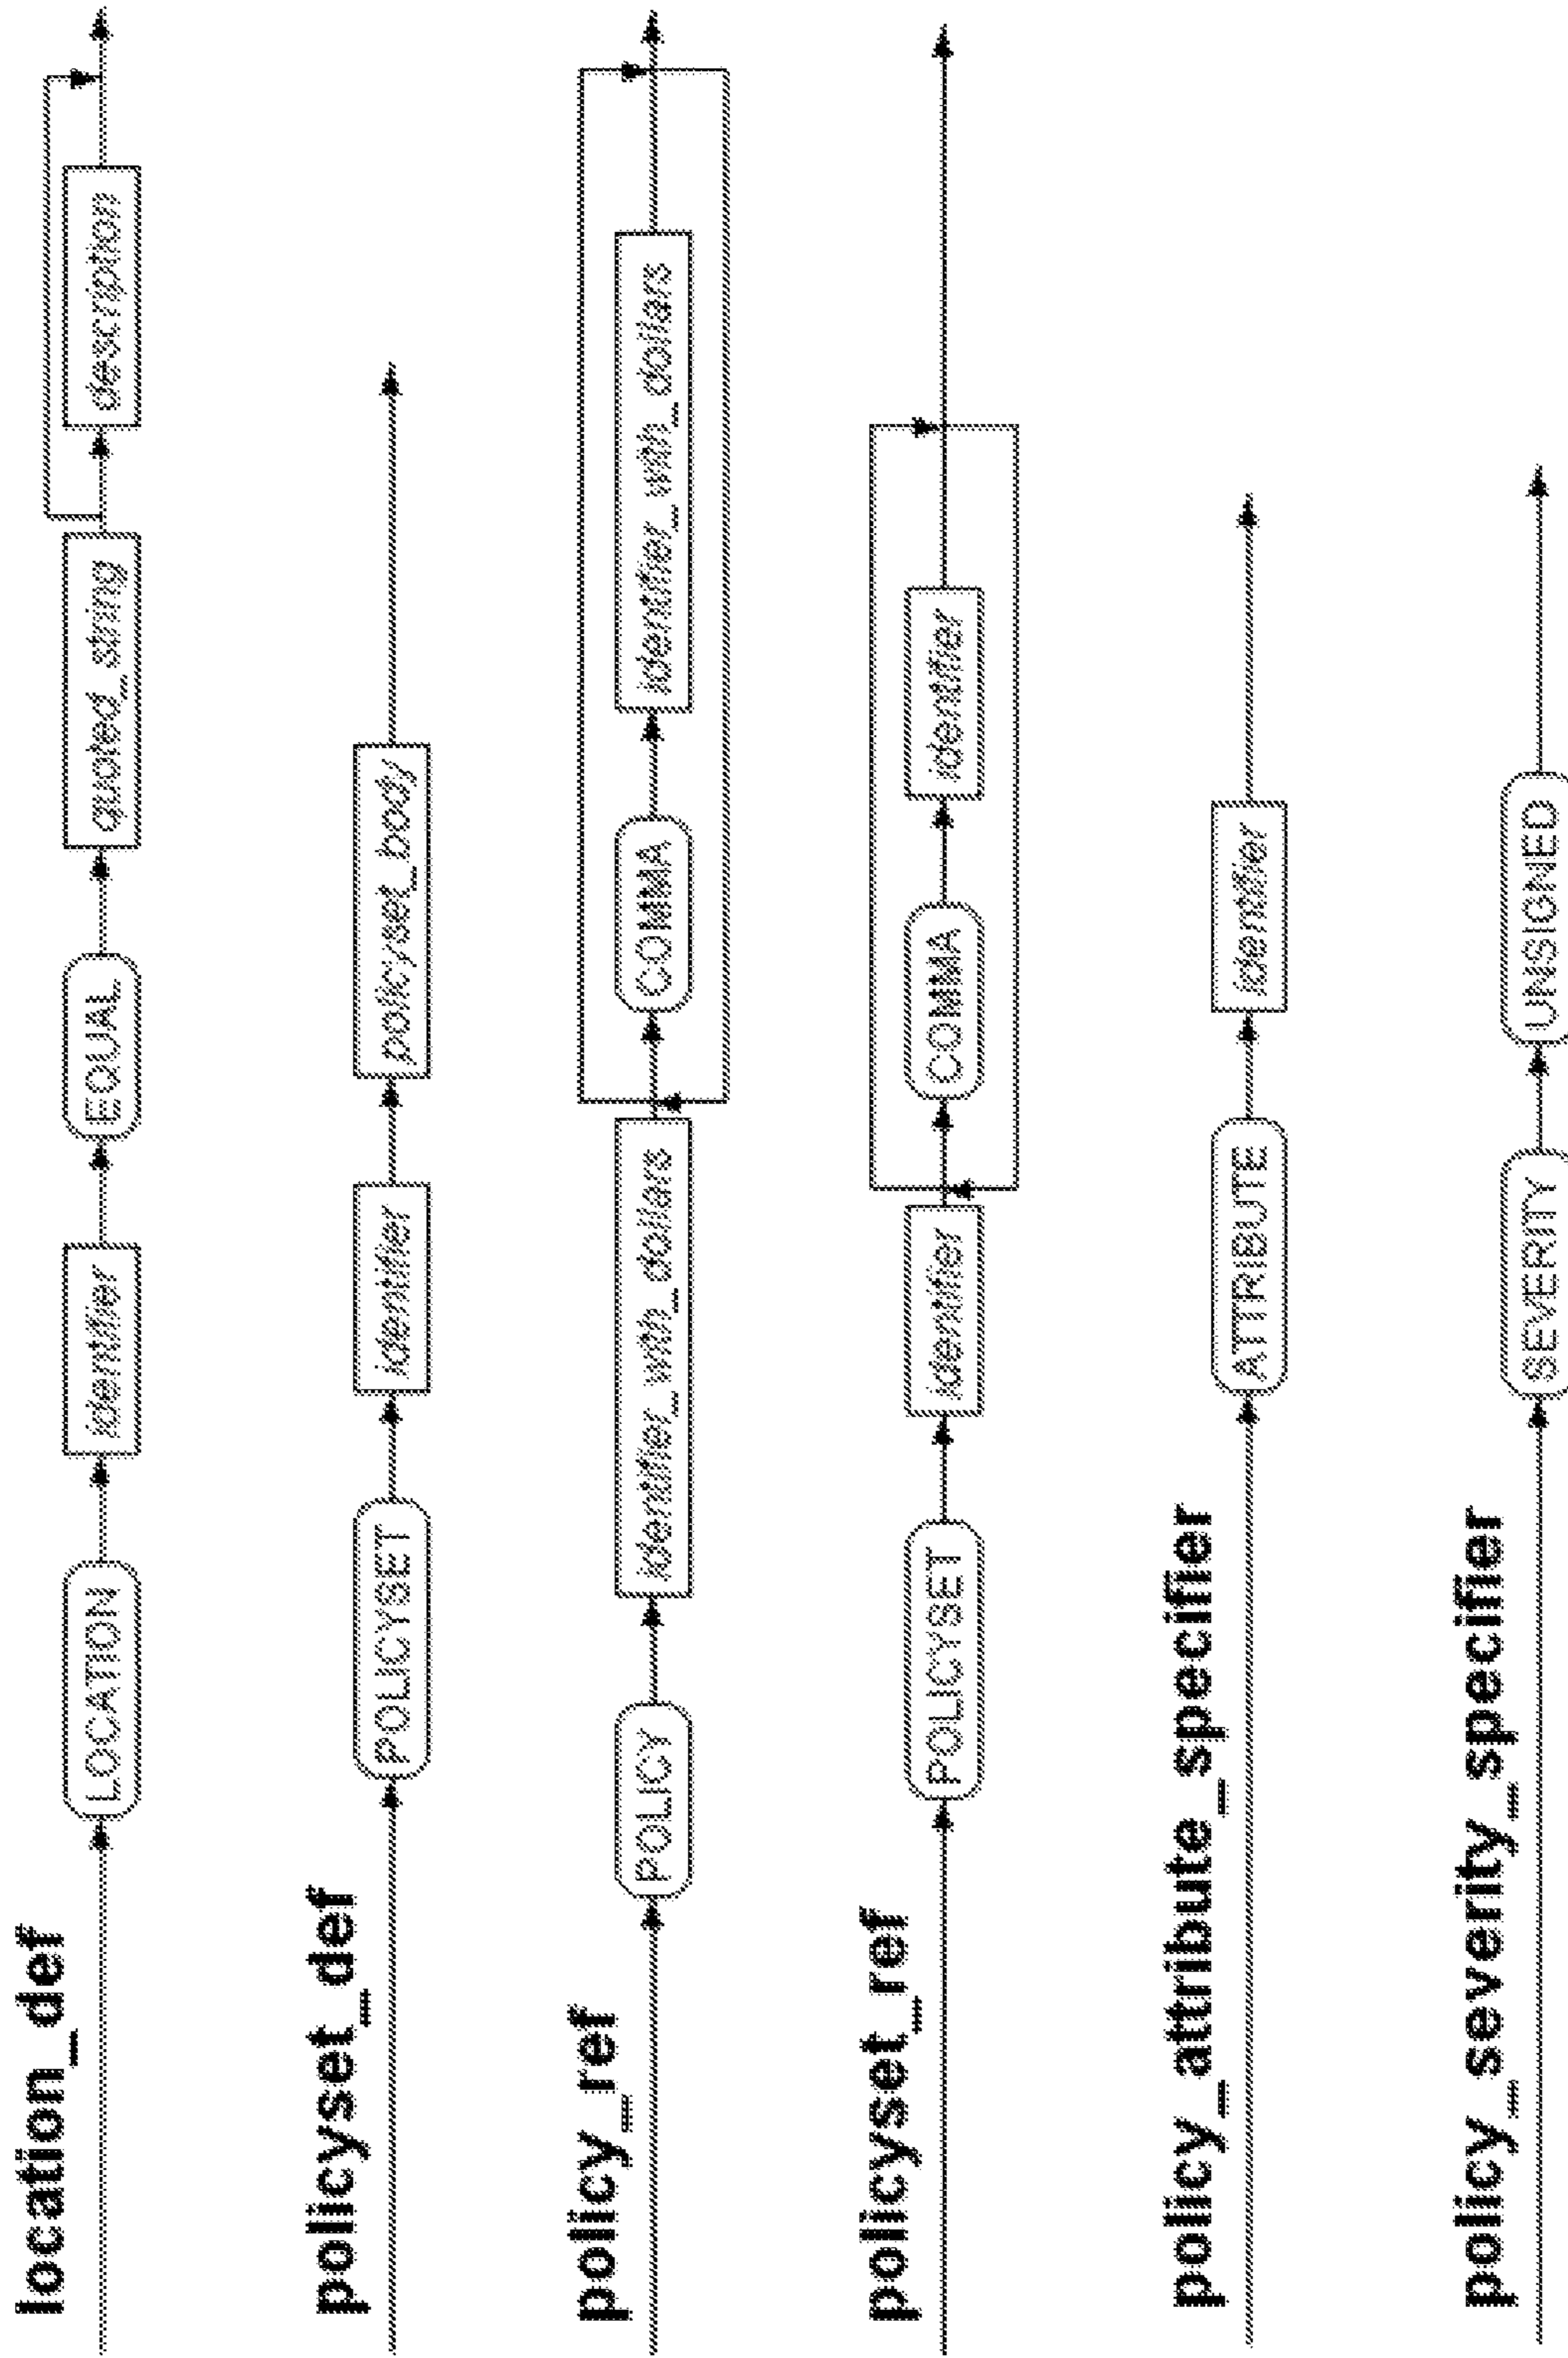 location_def
LOCATION identifier EQUAL quoted_string description
policyset_def
POLICYSET identifier policyset_body
policy_ref
POLICY identifier_with_dollars COMMA identifier_with_dollars
policyset_ref
POLICYSET identifier COMMA identifier
policy_attribute_specifier
ATTRIBUTE identifier
policy_severity_specifier
SEVERITY UNSIGNED